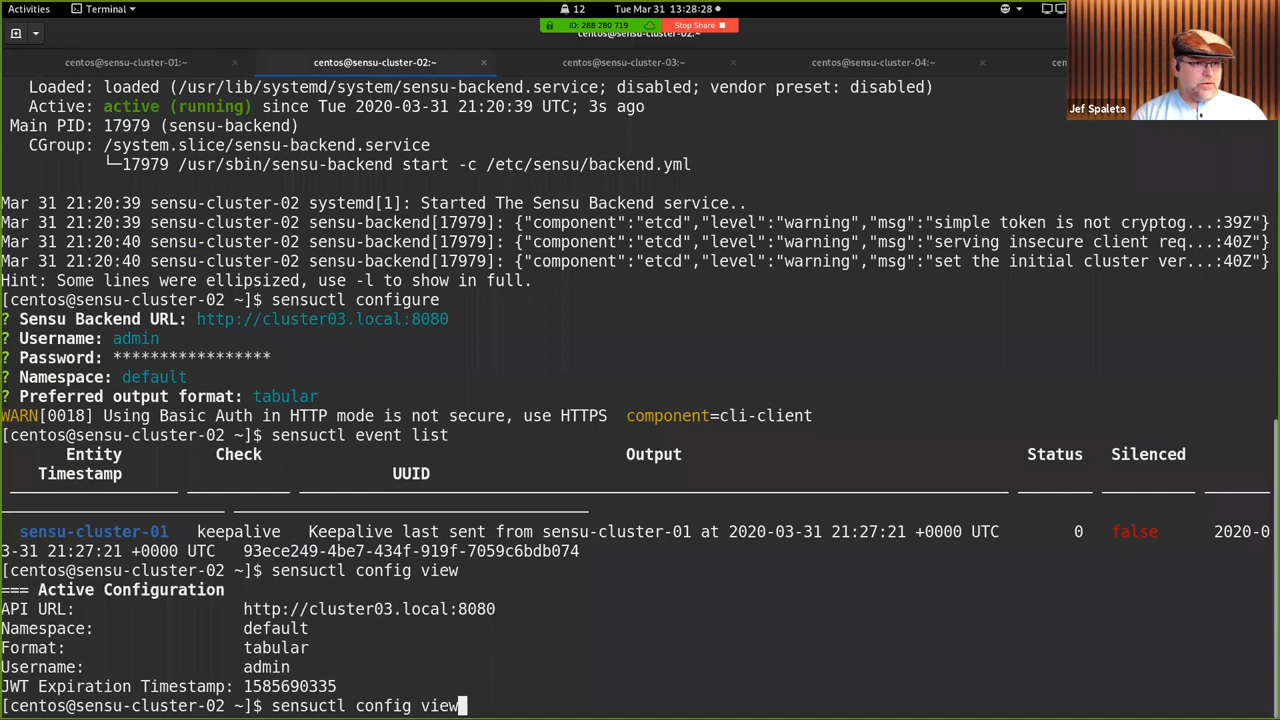 Activities
Terminal
12
Tue Mar 31 13:28:28
ID: 288 280 719
Stop Share
centos@sensu-cluster-02:~
centos@sensu-cluster-01:~ ×
centos@sensu-cluster-02:~ ×
centos@sensu-cluster-03:~ ×
centos@sensu-cluster-04:~ ×
Jef Spaleta
Loaded: loaded (/usr/lib/systemd/system/sensu-backend.service; disabled; vendor preset: disabled)
Active: active (running) since Tue 2020-03-31 21:20:39 UTC; 3s ago
Main PID: 17979 (sensu-backend)
CGroup: /system.slice/sensu-backend.service
└─17979 /usr/sbin/sensu-backend start -c /etc/sensu/backend.yml
Mar 31 21:20:39 sensu-cluster-02 systemd[1]: Started The Sensu Backend service..
Mar 31 21:20:39 sensu-cluster-02 sensu-backend[17979]: {"component":"etcd","level":"warning","msg":"simple token is not cryptog...:39Z"}
Mar 31 21:20:40 sensu-cluster-02 sensu-backend[17979]: {"component":"etcd","level":"warning","msg":"serving insecure client req...:40Z"}
Mar 31 21:20:40 sensu-cluster-02 sensu-backend[17979]: {"component":"etcd","level":"warning","msg":"set the initial cluster ver...:40Z"}
Hint: Some lines were ellipsized, use -l to show in full.
[centos@sensu-cluster-02 ~]$ sensuctl configure
? Sensu Backend URL: http://cluster03.local:8080
? Username: admin
? Password: *****************
? Namespace: default
? Preferred output format: tabular
WARN[0018] Using Basic Auth in HTTP mode is not secure, use HTTPS  component=cli-client
[centos@sensu-cluster-02 ~]$ sensuctl event list
Entity Check Output Status Silenced
Timestamp UUID
sensu-cluster-01 keepalive Keepalive last sent from sensu-cluster-01 at 2020-03-31 21:27:21 +0000 UTC 0 false 2020-0
3-31 21:27:21 +0000 UTC 93ece249-4be7-434f-919f-7059c6bdb074
[centos@sensu-cluster-02 ~]$ sensuctl config view
=== Active Configuration
API URL: http://cluster03.local:8080
Namespace: default
Format: tabular
Username: admin
JWT Expiration Timestamp: 1585690335
[centos@sensu-cluster-02 ~]$ sensuctl config view